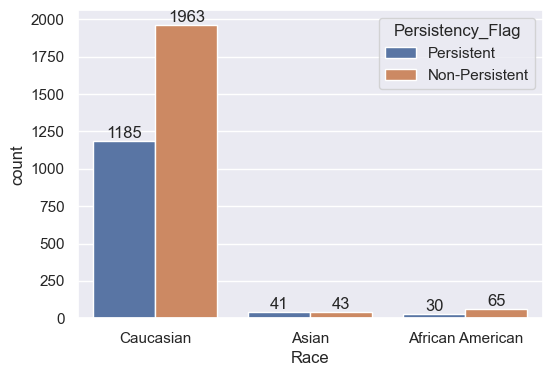 Persistency_Flag
Persistent
Non-Persistent
count
2000
1750
1500
1250
1000
750
500
250
0
1185
1963
41
43
30
65
Caucasian
Asian
African American
Race